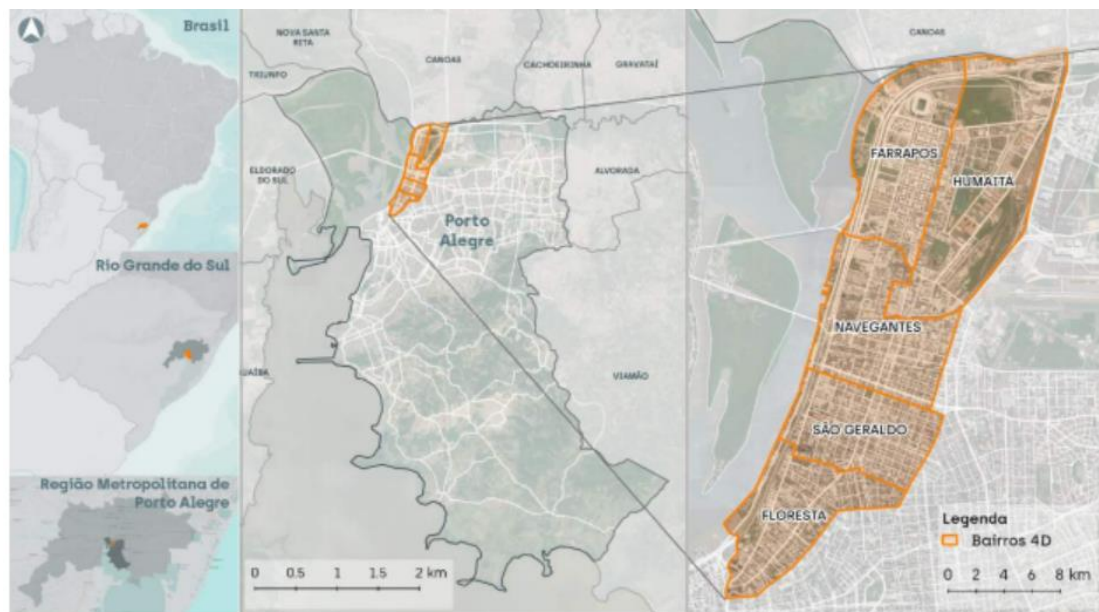 Brasil
Rio Grande do Sul
Região Metropolitana de
Porto Alegre
NOVA SANTA
RITA
CANOAS
CACHOEIRINHA
GRAVATAÍ
TRIUNFO
ELDORADO
DO SUL
ALVORADA
Porto
Alegre
VIAMÃO
UAÍBA
0 0.5 1 1.5 2 km
CANOAS
FARRAPOS
HUMAITÁ
NAVEGANTES
SÃO GERALDO
FLORESTA
Legenda
Bairros 4D
0 2 4 6 8 km